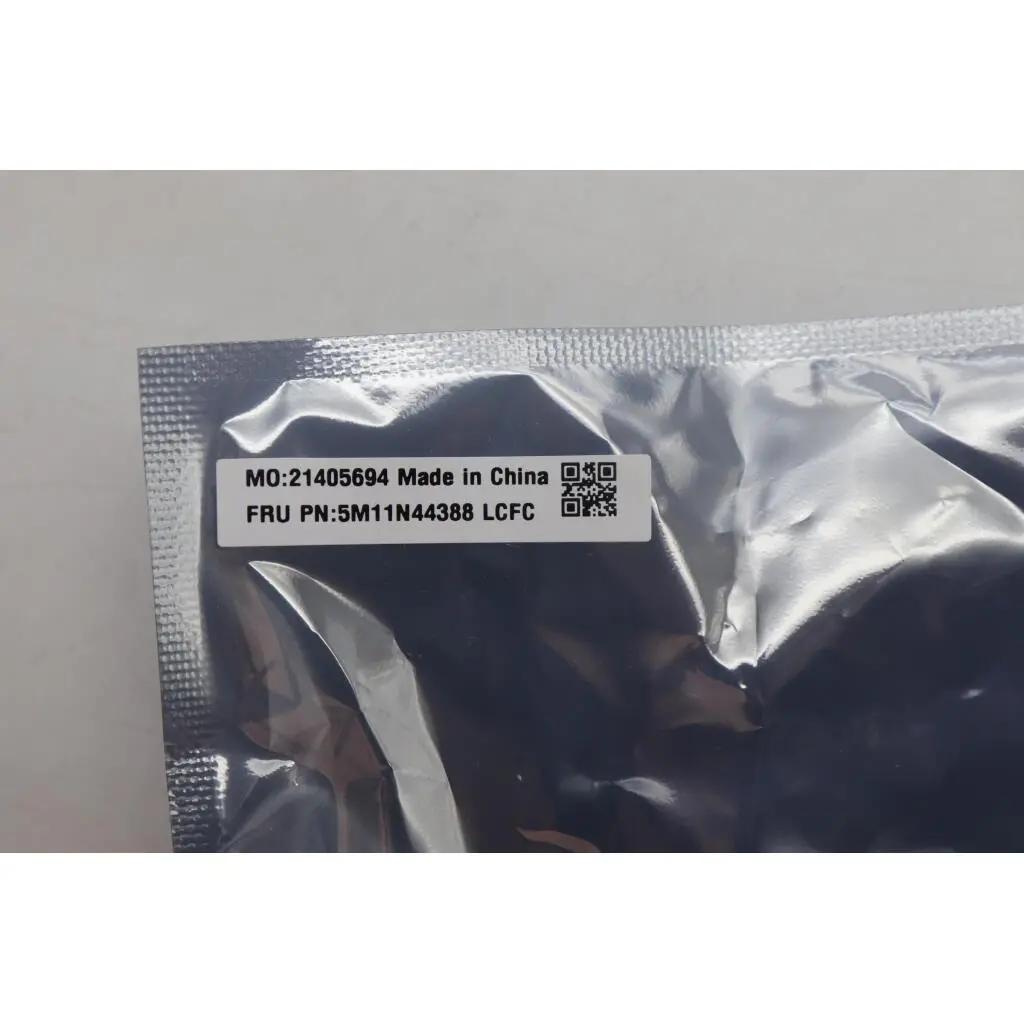 MO:21405694 Made in China
FRU PN:5M11N44388 LCFC